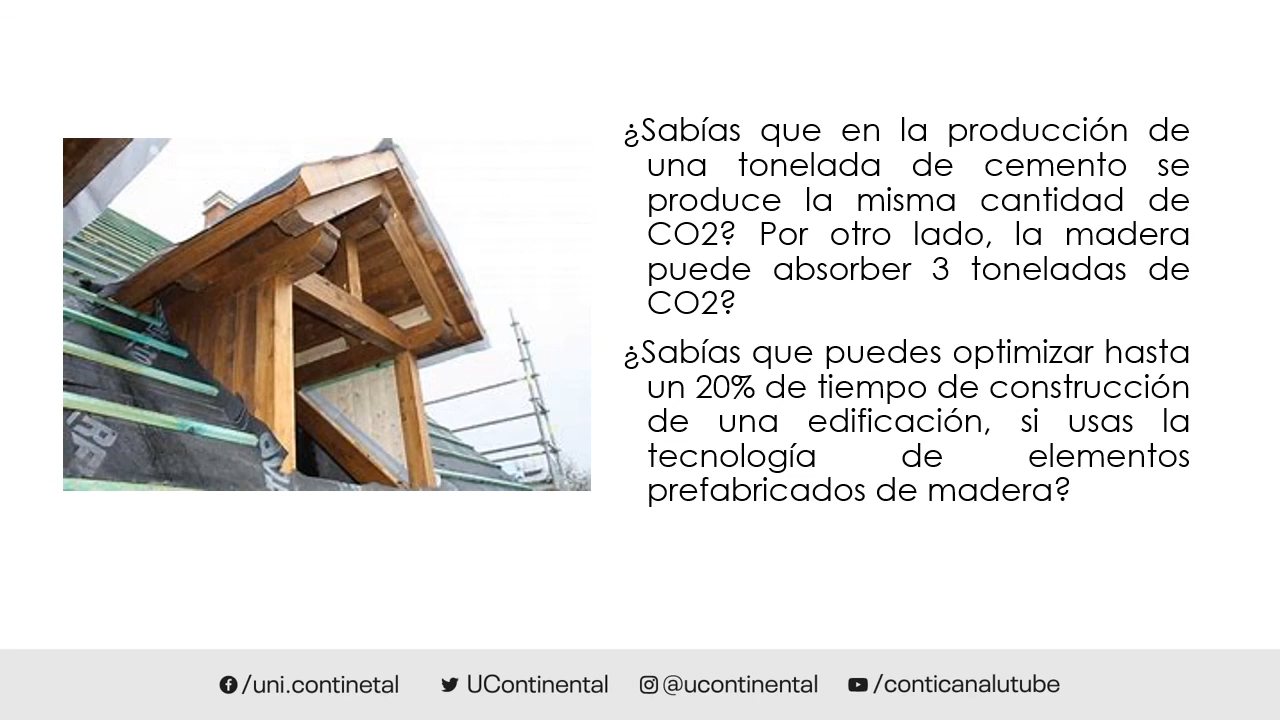 ¿Sabías que en la producción de
una tonelada de cemento se
produce la misma cantidad de
CO2? Por otro lado, la madera
puede absorber 3 toneladas de
CO2?
¿Sabías que puedes optimizar hasta
un 20% de tiempo de construcción
de una edificación, si usas la
tecnología de elementos
prefabricados de madera?
/uni.continetal UContinental @ucontinental /conticanalutube